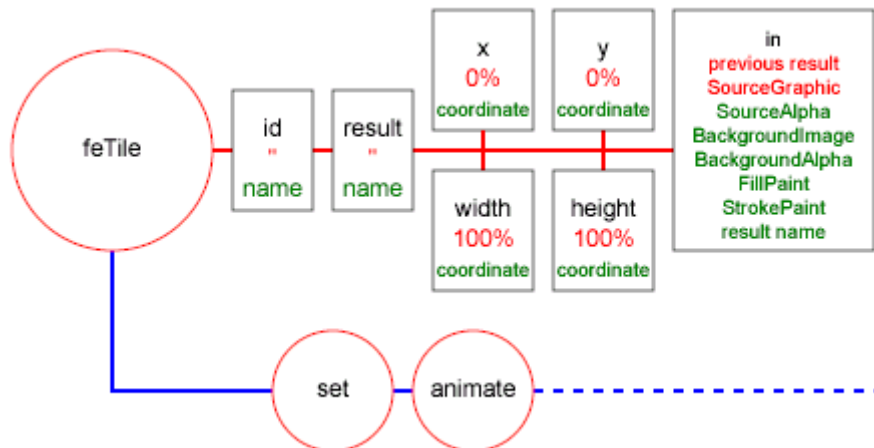 feTile
id
"
name
result
"
name
x
0%
coordinate
y
0%
coordinate
width
100%
coordinate
height
100%
coordinate
in
previous result
SourceGraphic
SourceAlpha
BackgroundImage
BackgroundAlpha
FillPaint
StrokePaint
result name
set
animate